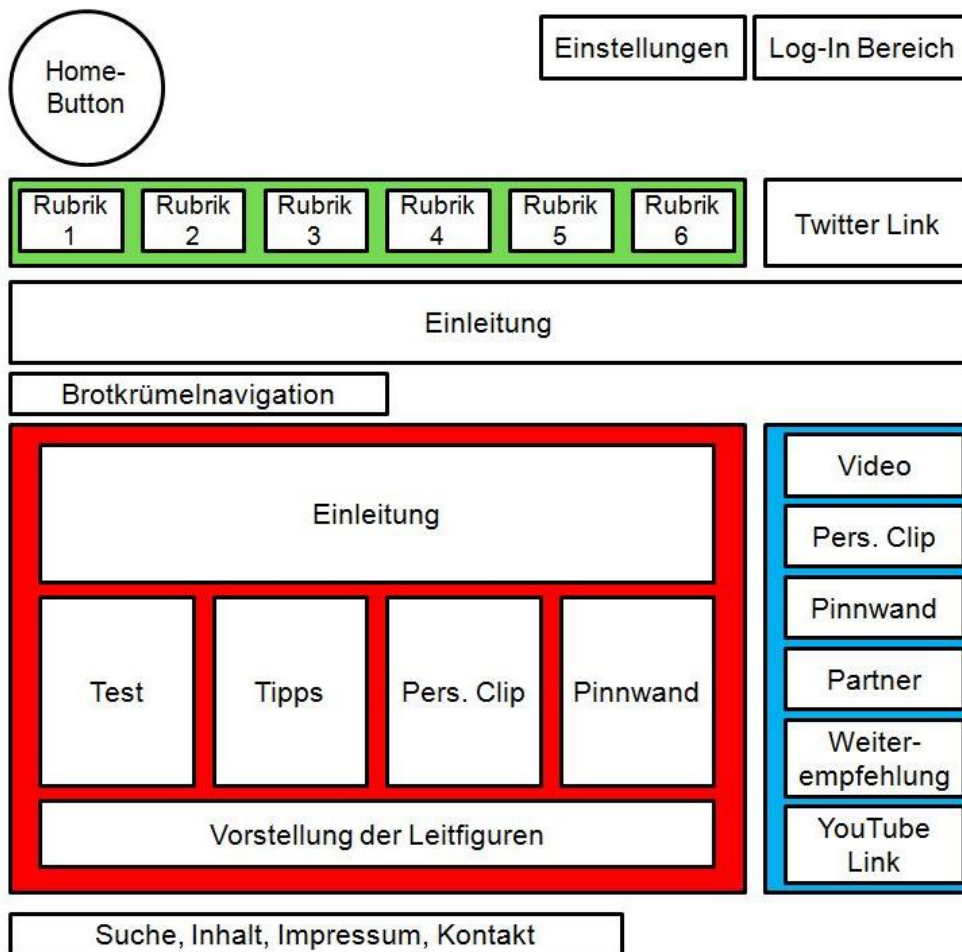 Home-
Button
Einstellungen
Log-In Bereich
Rubrik
1
Rubrik
2
Rubrik
3
Rubrik
4
Rubrik
5
Rubrik
6
Twitter Link
Einleitung
Brotkrümelnavigation
Einleitung
Test
Tipps
Pers. Clip
Pinnwand
Vorstellung der Leitfiguren
Video
Pers. Clip
Pinnwand
Partner
Weiter-
empfehlung
YouTube
Link
Suche, Inhalt, Impressum, Kontakt